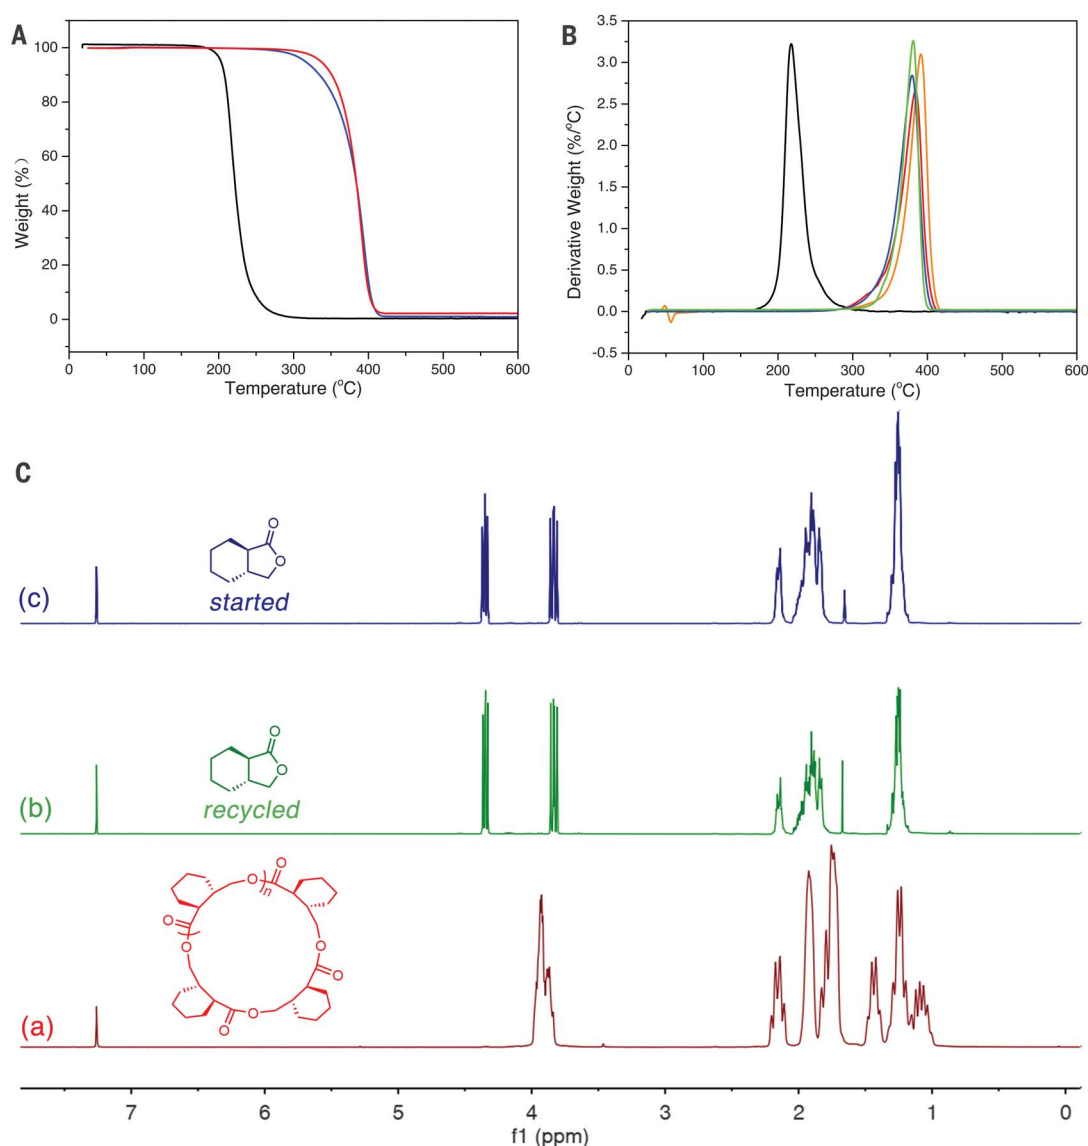 A
Weight (%)
100
80
60
40
20
0
0 100 200 300 400 500 600
Temperature (°C)
B
Derivative Weight (%/°C)
3.5
3.0
2.5
2.0
1.5
1.0
0.5
0.0
-0.5
0 100 200 300 400 500 600
Temperature (°C)
C
(c)
O
O
started
(b)
O
O
recycled
(a)
O
O
n
O
O
O
O
O
O
7 6 5 4 3 2 1 0
f1 (ppm)